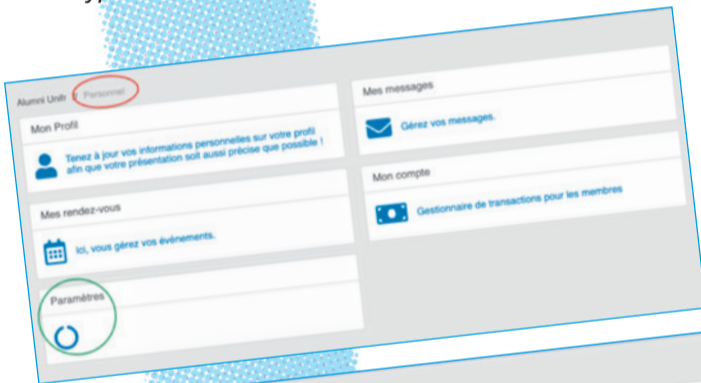 Alumni Unifr
Personnel
Mon Profil
Tenez à jour vos informations personnelles sur votre profil
afin que votre présentation soit aussi précise que possible !
Mes messages
Gérez vos messages.
Mes rendez-vous
Ici, vous gérez vos événements.
Mon compte
Gestionnaire de transactions pour les membres
Paramètres